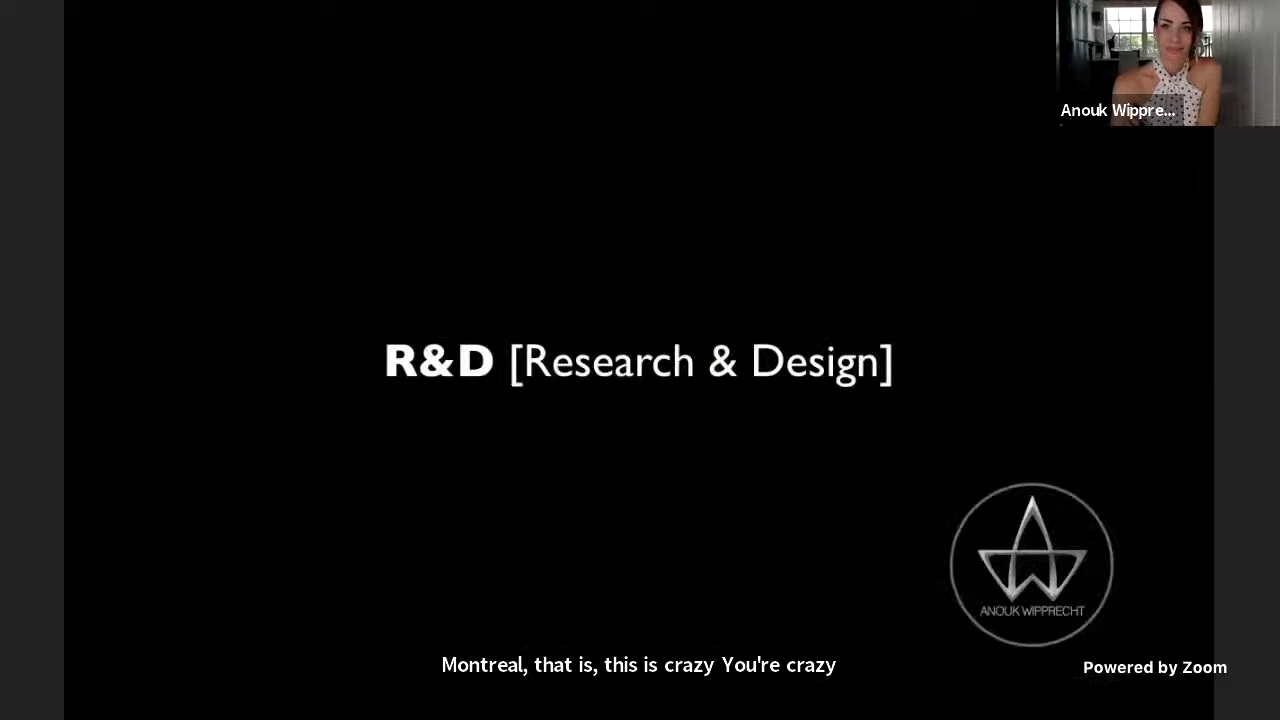 Anouk Wippre...
R&D [Research & Design]
ANOUK WIPPRECHT
Montreal, that is, this is crazy You're crazy
Powered by Zoom